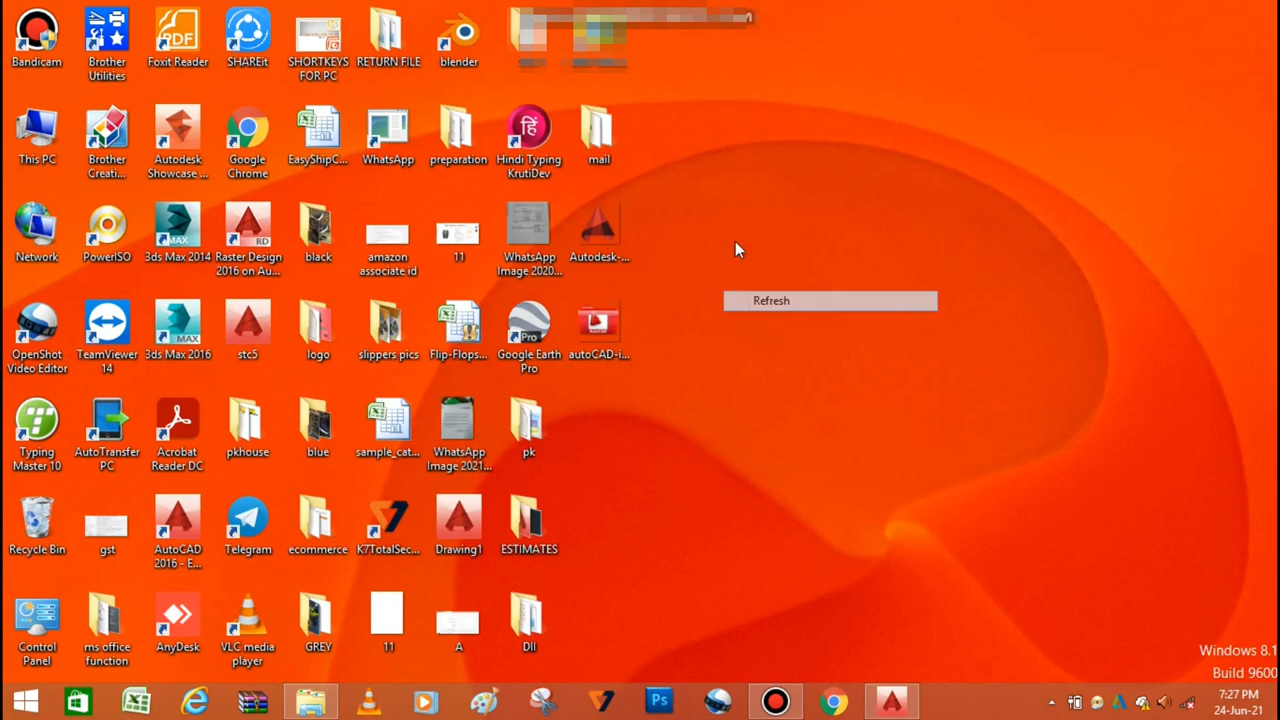 Bandicam
Brother
Utilities
Foxit Reader
SHAREit
SHORTKEYS
FOR PC
RETURN FILE
blender
This PC
Brother
Creati...
Autodesk
Showcase ...
Google
Chrome
EasyShipC...
WhatsApp
preparation
हिं
Hindi Typing
KrutiDev
mail
Network
PowerISO
MAX
3ds Max 2014
RD
Raster Design
2016 on Au...
black
amazon
associate id
11
WhatsApp
Image 2020...
Autodesk-...
Refresh
OpenShot
Video Editor
TeamViewer
14
MAX
3ds Max 2016
stc5
logo
slippers pics
Flip-Flops...
Pro
Google Earth
Pro
autoCAD-i...
Typing
Master 10
AutoTransfer
PC
Acrobat
Reader DC
pkhouse
blue
sample_cat...
WhatsApp
Image 2021...
pk
Recycle Bin
gst
AutoCAD
2016 - E...
Telegram
ecommerce
K7TotalSec...
Drawing1
ESTIMATES
Control
Panel
ms office
function
AnyDesk
VLC media
player
GREY
11
A
Dll
Windows 8.1
Build 9600
Ps
7:27 PM
24-Jun-21